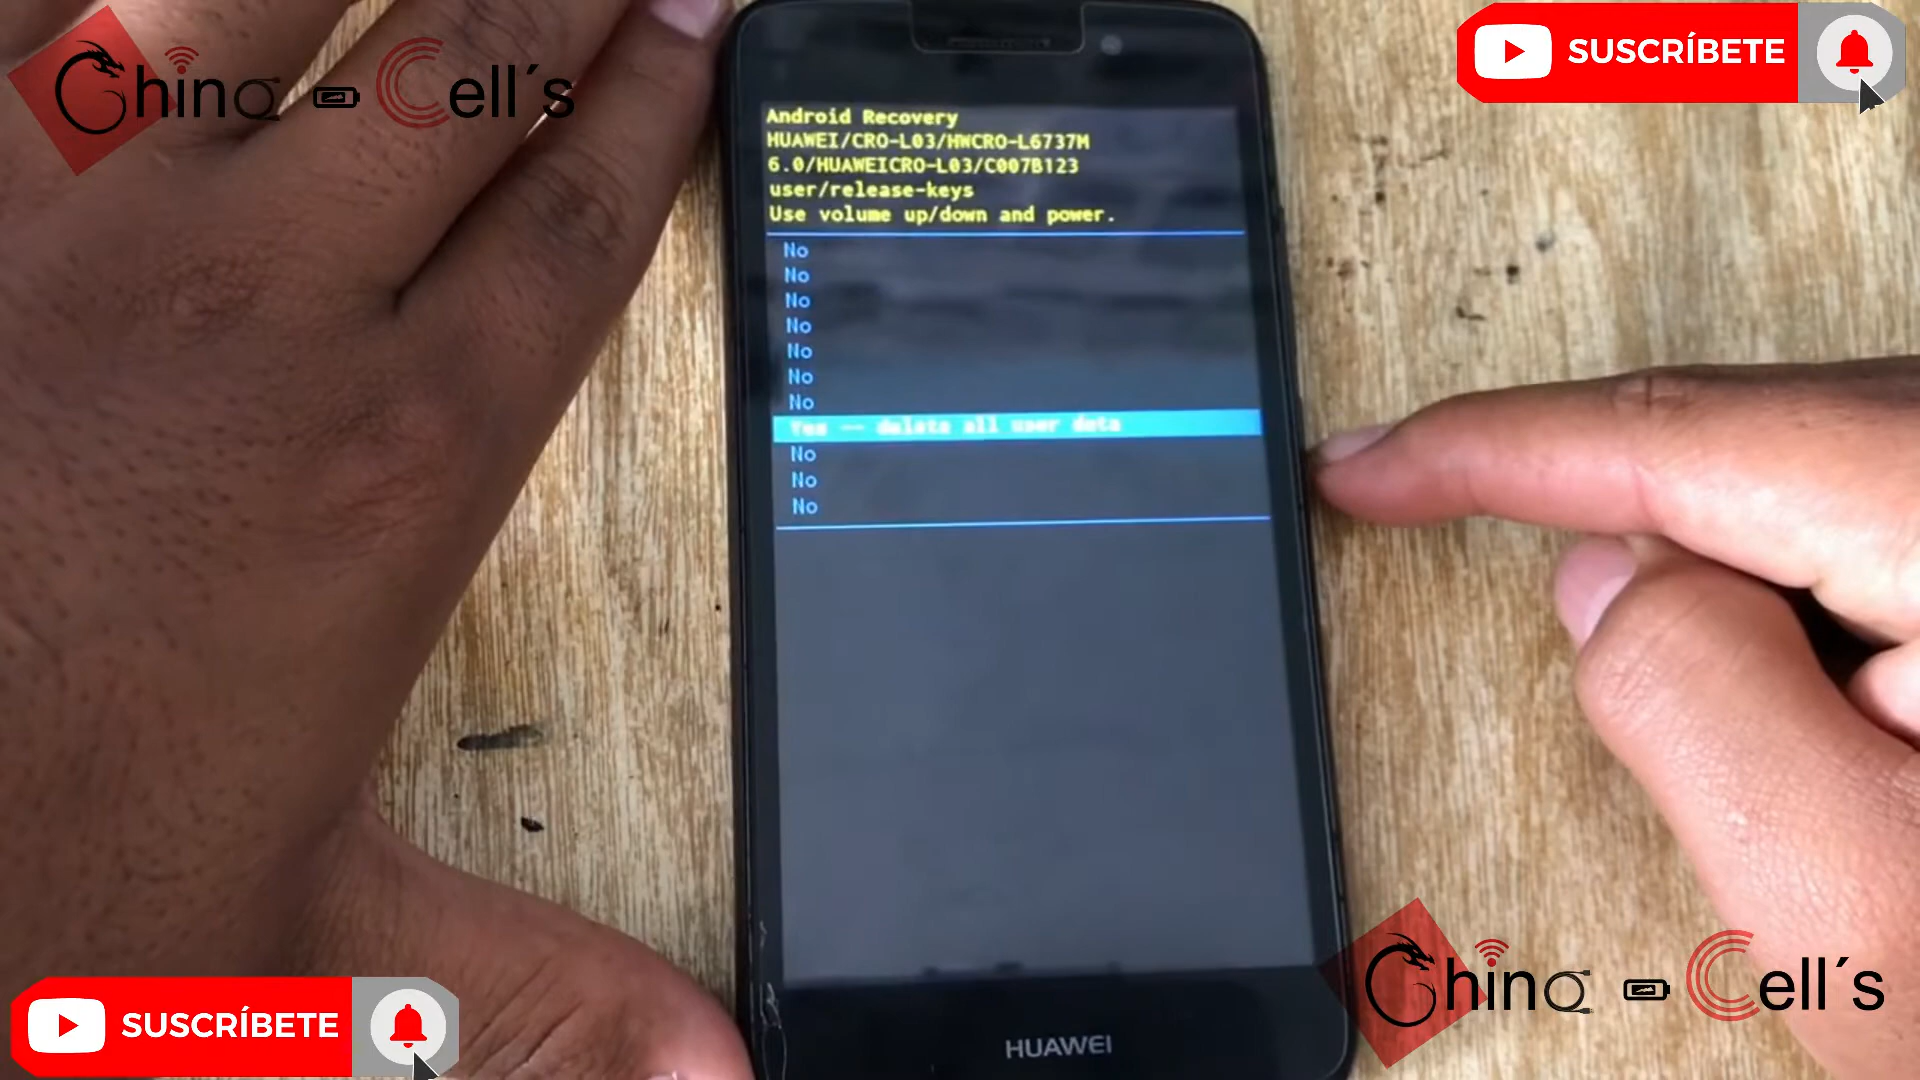 China - Cell´s
SUSCRÍBETE
Android Recovery
HUAWEI/CRO-L03/HWCRO-L6737M
6.0/HUAWEICRO-L03/C007B123
user/release-keys
Use volume up/down and power.
No
No
No
No
No
No
No
Yes -- delete all user data
No
No
No
HUAWEI
SUSCRÍBETE
China - Cell´s